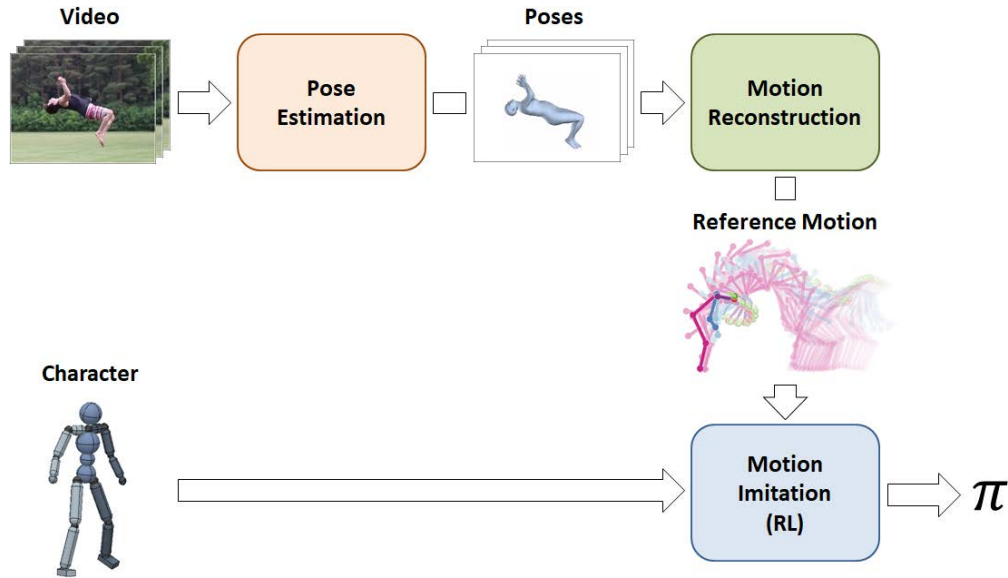 Video
Poses
Pose
Estimation
Motion
Reconstruction
Reference Motion
Character
Motion
Imitation
(RL)
π